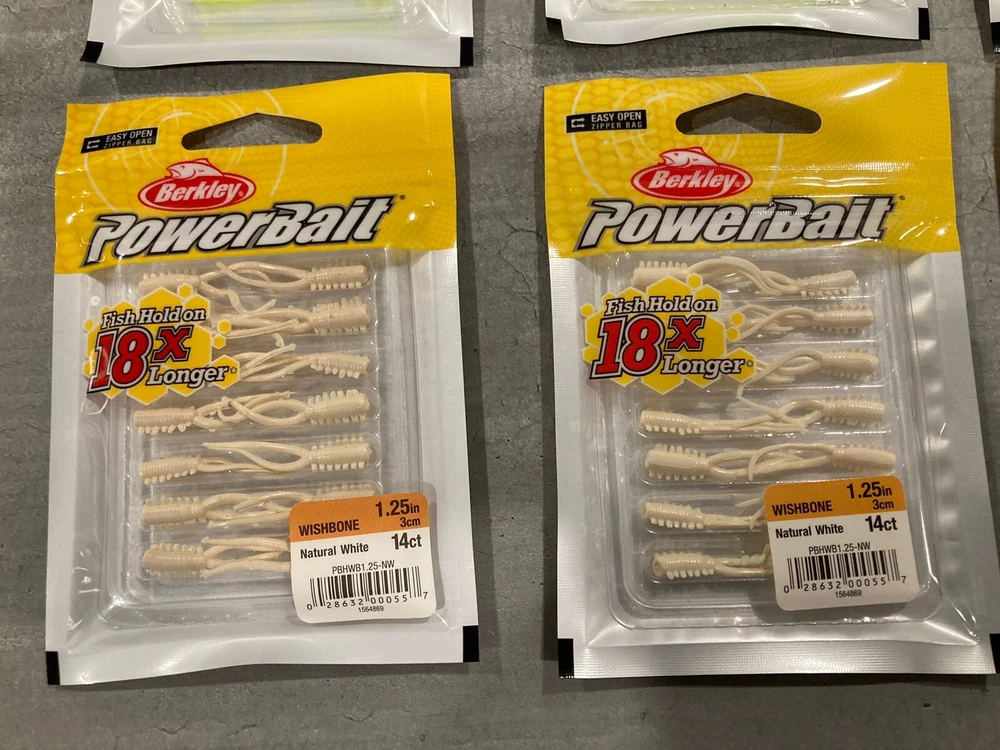 EASY OPEN
ZIPPER BAG
Berkley
PowerBait
Fish Hold on
18X
Longer
WISHBONE 1.25in
3cm
Natural White 14ct
PBHWB1.25-NW
0 28632 00055 7
1564869
EASY OPEN
ZIPPER BAG
Berkley
PowerBait
Fish Hold on
18X
Longer
WISHBONE 1.25in
3cm
Natural White 14ct
PBHWB1.25-NW
0 28632 00055 7
1564869